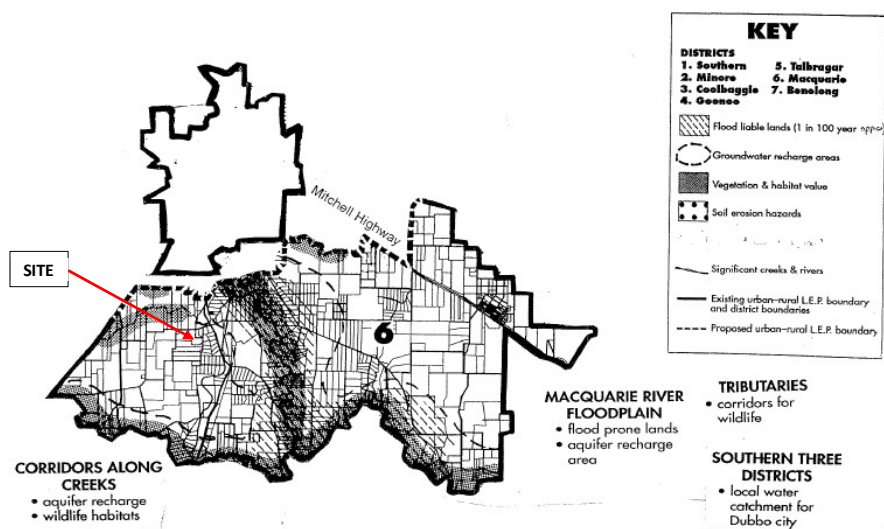 KEY
DISTRICTS
1. Southern 5. Talbragar
2. Minore 6. Macquarie
3. Coolbaggie 7. Benolong
4. Goonoo
Flood liable lands (1 in 100 year
Groundwater recharge areas
Vegetation & habitat value
Soil erosion hazards
Significant creeks & rivers
Existing urban–rural L.E.P. boundary
and district boundaries
Proposed urban–rural L.E.P. boundary
Mitchell Highway
SITE
6
MACQUARIE RIVER
FLOODPLAIN
• flood prone lands
• aquifer recharge
area
TRIBUTARIES
• corridors for
wildlife
CORRIDORS ALONG
CREEKS
• aquifer recharge
• wildlife habitats
SOUTHERN THREE
DISTRICTS
• local water
catchment for
Dubbo city